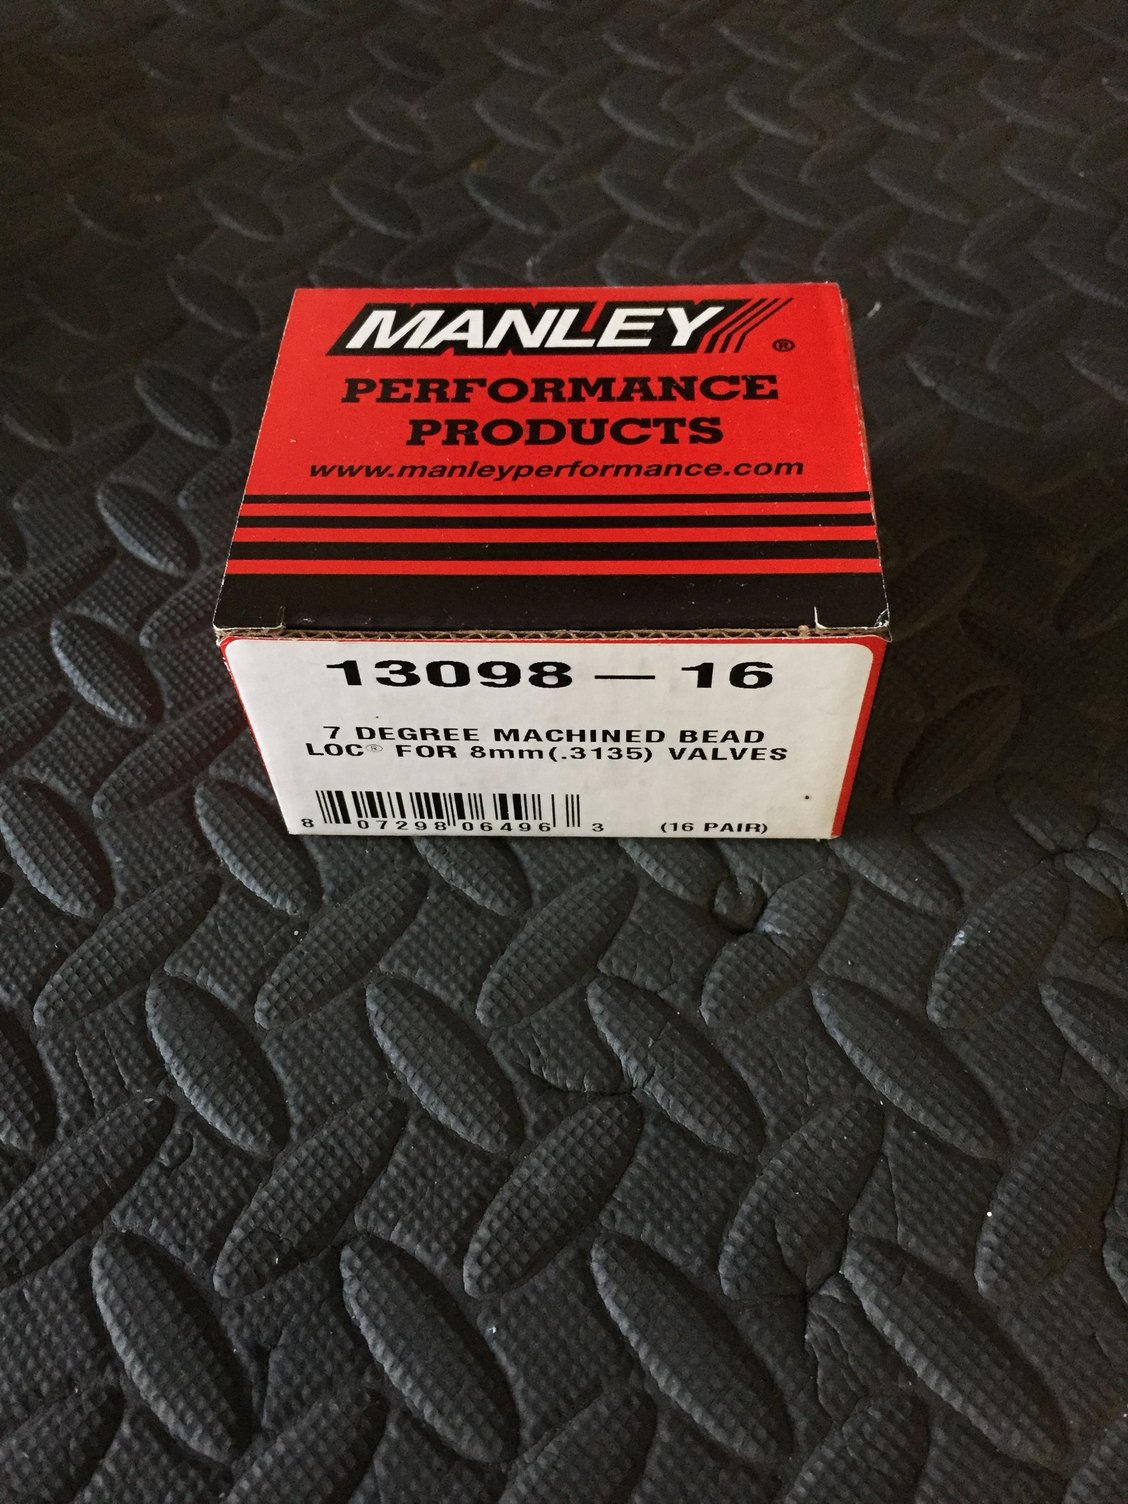 MANLEY ®
PERFORMANCE
PRODUCTS
www.manleyperformance.com
13098 — 16
7 DEGREE MACHINED BEAD
LOC® FOR 8mm(.3135) VALVES
8 07298 06496 3 (16 PAIR)